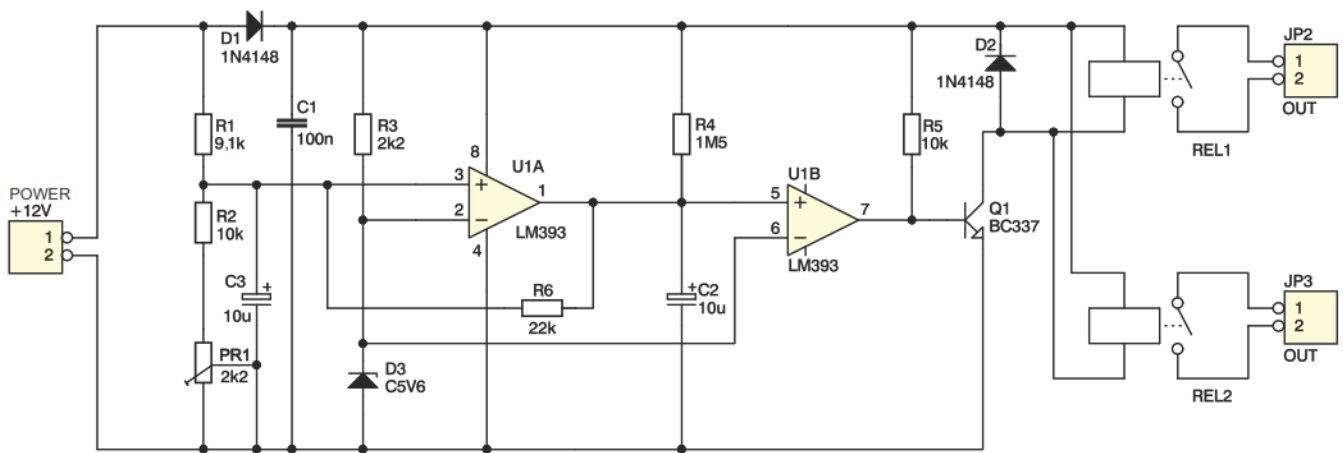 POWER
+12V
1
2
D1
1N4148
R1
9,1k
R2
10k
C3
+
10u
PR1
2k2
C1
100n
R3
2k2
D3
C5V6
8
3
+
2
−
4
U1A
1
LM393
R6
22k
R4
1M5
+
C2
10u
U1B
5
+
6
−
7
LM393
R5
10k
D2
1N4148
Q1
BC337
REL1
JP2
1
2
OUT
REL2
JP3
1
2
OUT